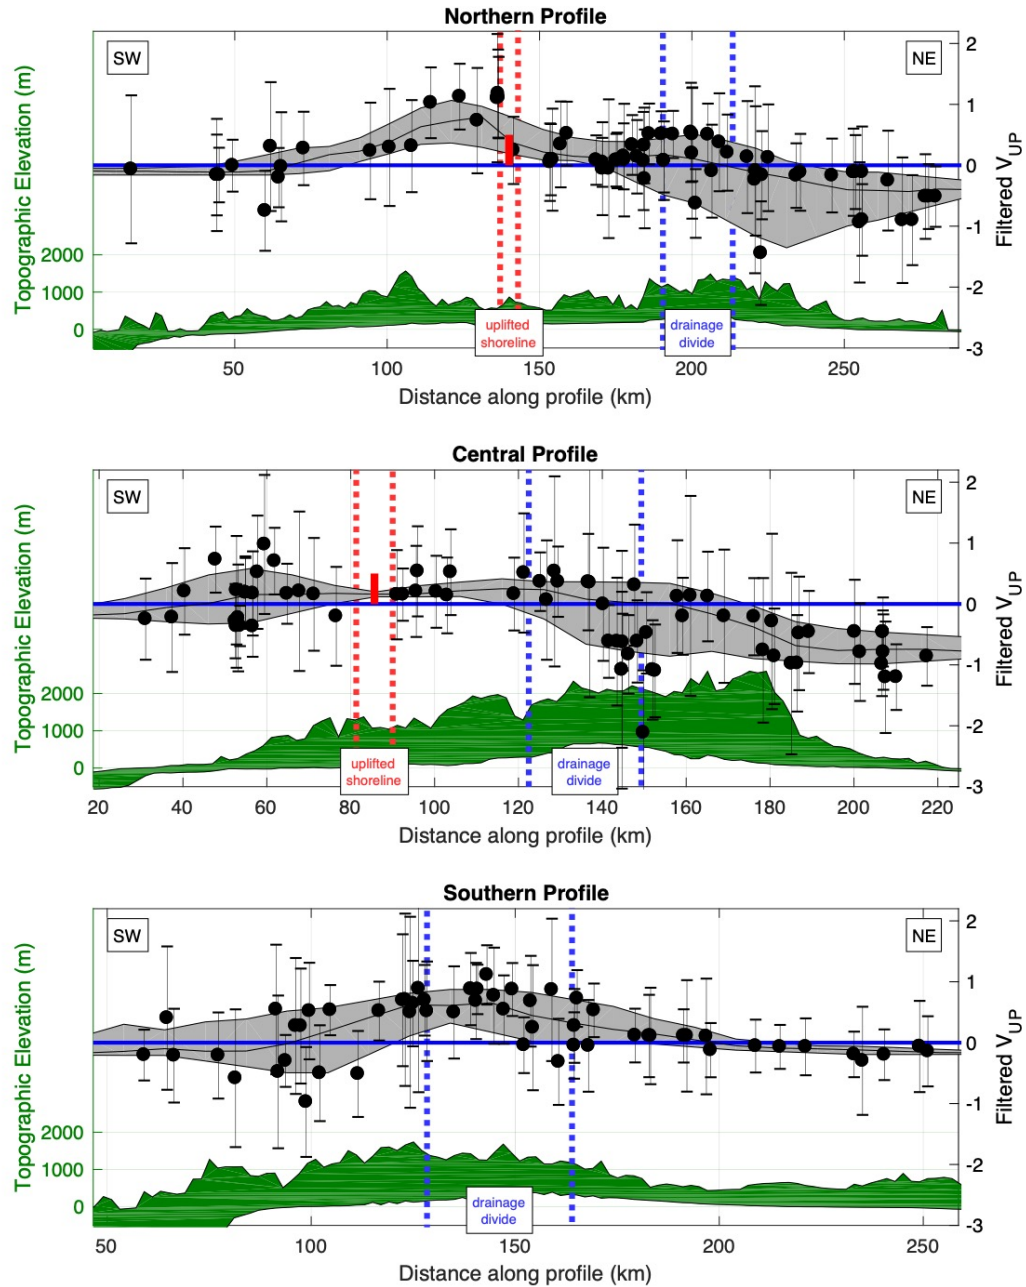 Northern Profile
SW
NE
Topographic Elevation (m)
2000
1000
0
2
1
0
-1
-2
-3
Filtered V_UP
uplifted
shoreline
drainage
divide
50
100
150
200
250
Distance along profile (km)
Central Profile
SW
NE
Topographic Elevation (m)
2000
1000
0
2
1
0
-1
-2
-3
Filtered V_UP
uplifted
shoreline
drainage
divide
20
40
60
80
100
120
140
160
180
200
220
Distance along profile (km)
Southern Profile
SW
NE
Topographic Elevation (m)
2000
1000
0
2
1
0
-1
-2
-3
Filtered V_UP
drainage
divide
50
100
150
200
250
Distance along profile (km)